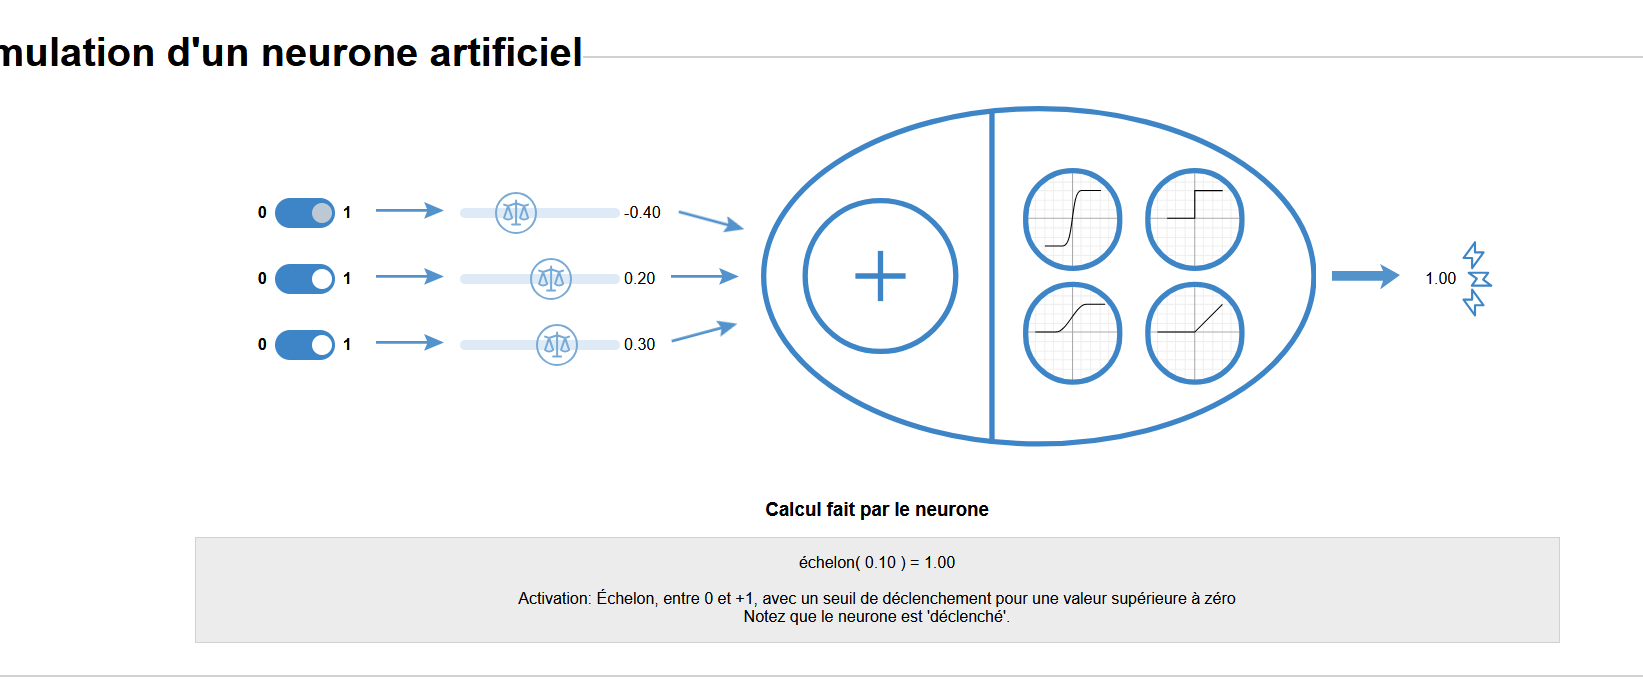 mulation d'un neurone artificiel
0 1 -0.40
0 1 0.20 1.00
0 1 0.30
Calcul fait par le neurone
échelon( 0.10 ) = 1.00
Activation: Échelon, entre 0 et +1, avec un seuil de déclenchement pour une valeur supérieure à zéro
Notez que le neurone est 'déclenché'.